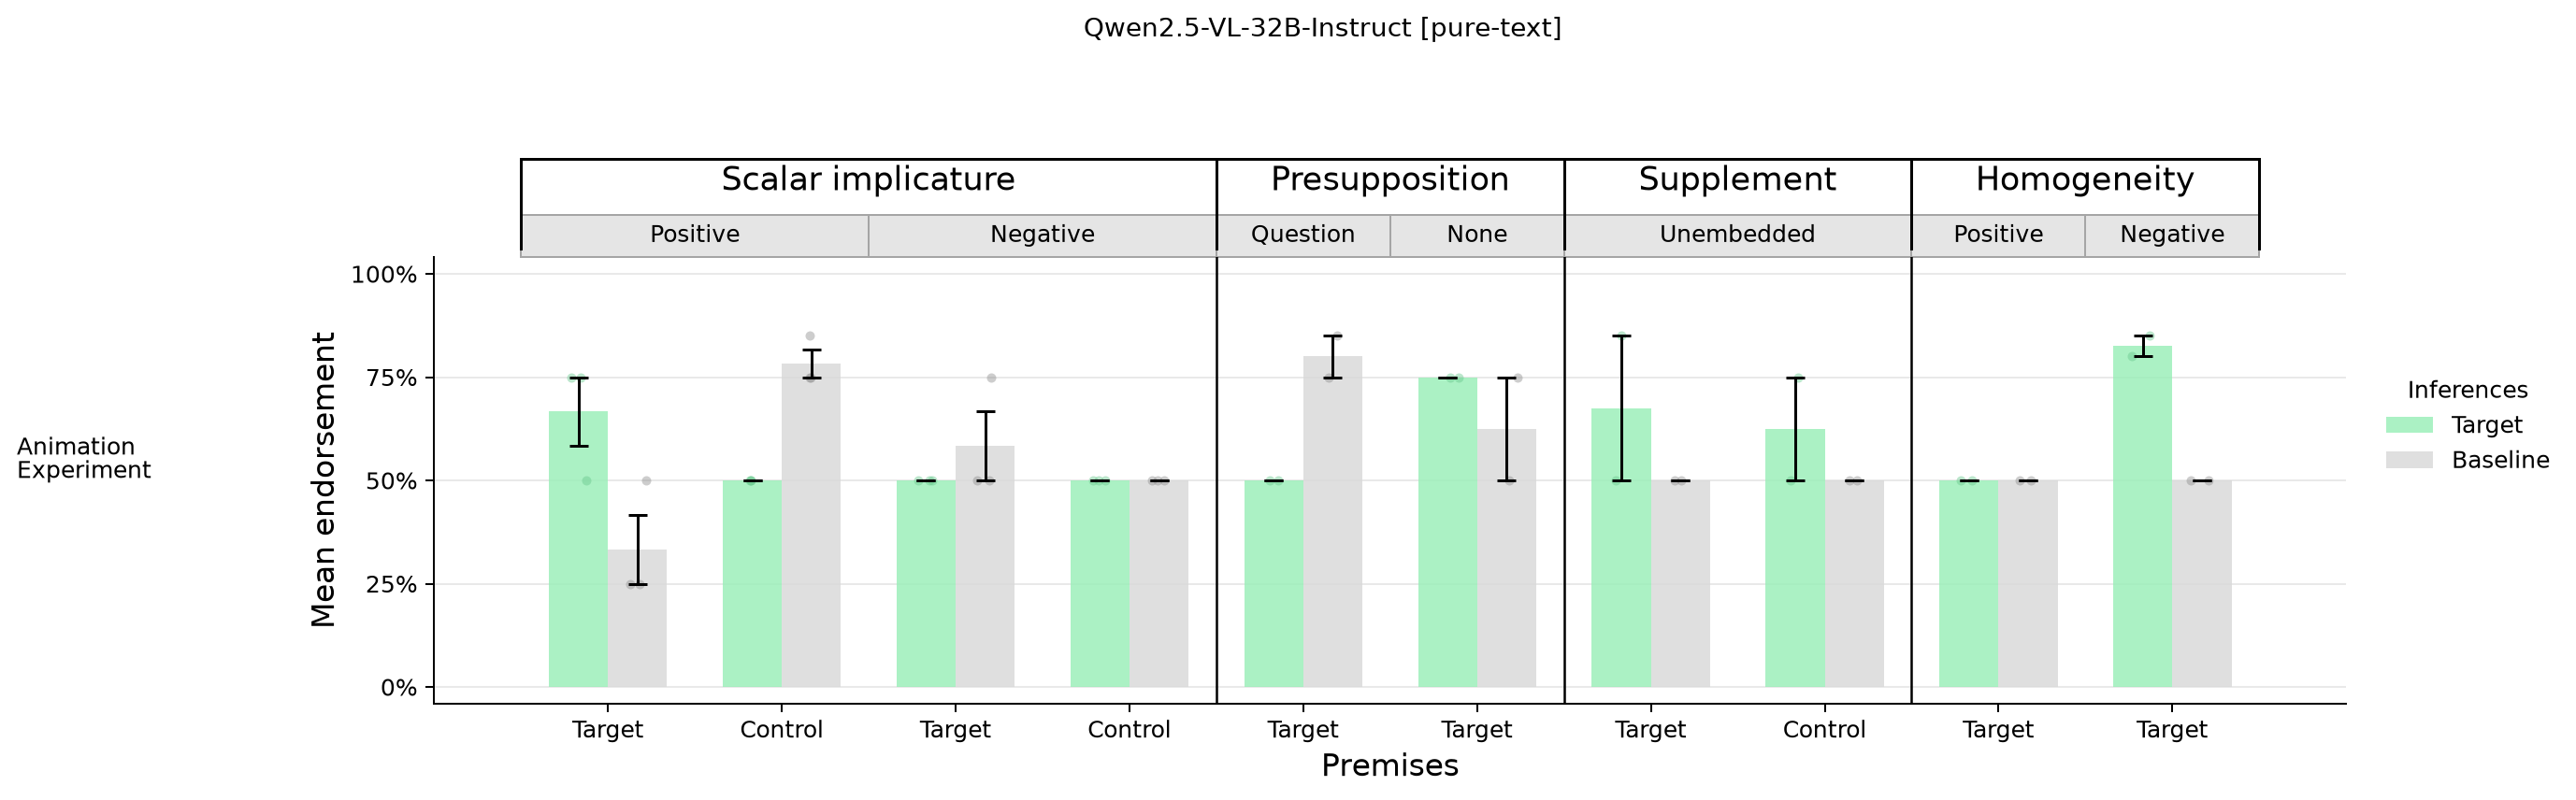 Qwen2.5-VL-32B-Instruct [pure-text]
Scalar implicature Presupposition Supplement Homogeneity
Positive Negative Question None Unembedded Positive Negative
100%
75%
50%
25%
0%
Mean endorsement
Animation
Experiment
Inferences
Target
Baseline
Target Control Target Control Target Target Target Control Target Target
Premises